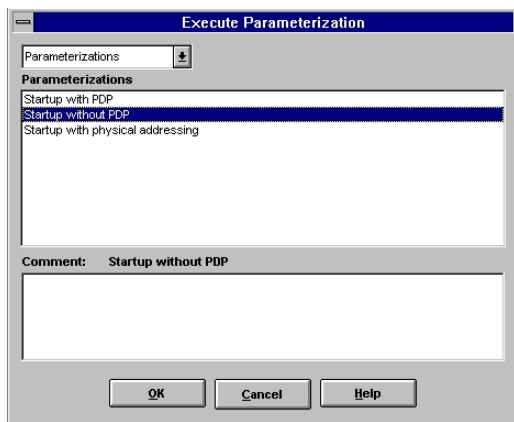 Execute Parameterization
Parameterizations
Parameterizations
Startup with PDP
Startup without PDP
Startup with physical addressing
Comment: Startup without PDP
OK Cancel Help